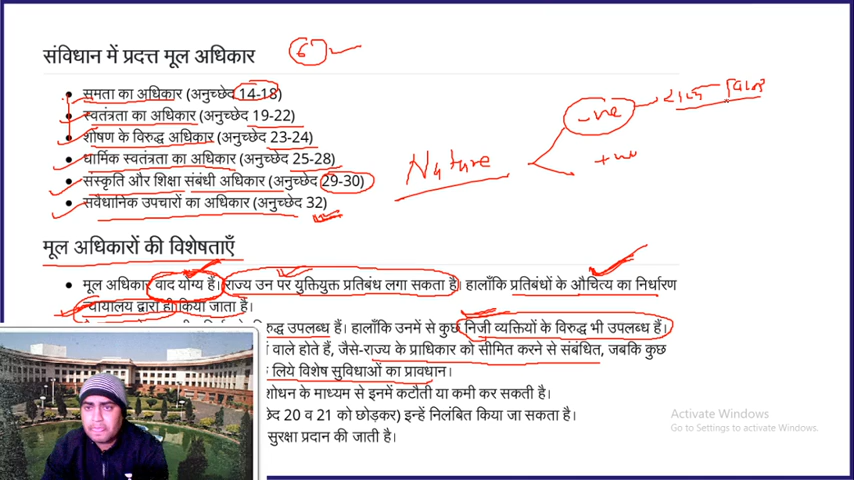 संविधान में प्रदत्त मूल अधिकार 6
समता का अधिकार (अनुच्छेद 14-18)
स्वतंत्रता का अधिकार (अनुच्छेद 19-22)
शोषण के विरुद्ध अधिकार (अनुच्छेद 23-24)
धार्मिक स्वतंत्रता का अधिकार (अनुच्छेद 25-28)
संस्कृति और शिक्षा संबंधी अधिकार (अनुच्छेद 29-30)
सवैधानिक उपचारों का अधिकार (अनुच्छेद 32)
Nature
-ve
+ve
मूल अधिकारों की विशेषताएँ
मूल अधिकार वाद योग्य हैं। राज्य उन पर युक्तियुक्त प्रतिबंध लगा सकता है। हालाँकि प्रतिबंधों के औचित्य का निर्धारण
न्यायालय द्वारा ही किया जाता है।
उपलब्ध हैं। हालाँकि उनमें से कुछ निजी व्यक्तियों के विरुद्ध भी उपलब्ध हैं।
वाले होते हैं, जैसे-राज्य के प्राधिकार को सीमित करने से संबंधित, जबकि कुछ
लिये विशेष सुविधाओं का प्रावधान।
के माध्यम से इनमें कटौती या कमी कर सकती है।
20 व 21 को छोड़कर) इन्हें निलंबित किया जा सकता है।
सुरक्षा प्रदान की जाती है।
Activate Windows
Go to Settings to activate Windows.